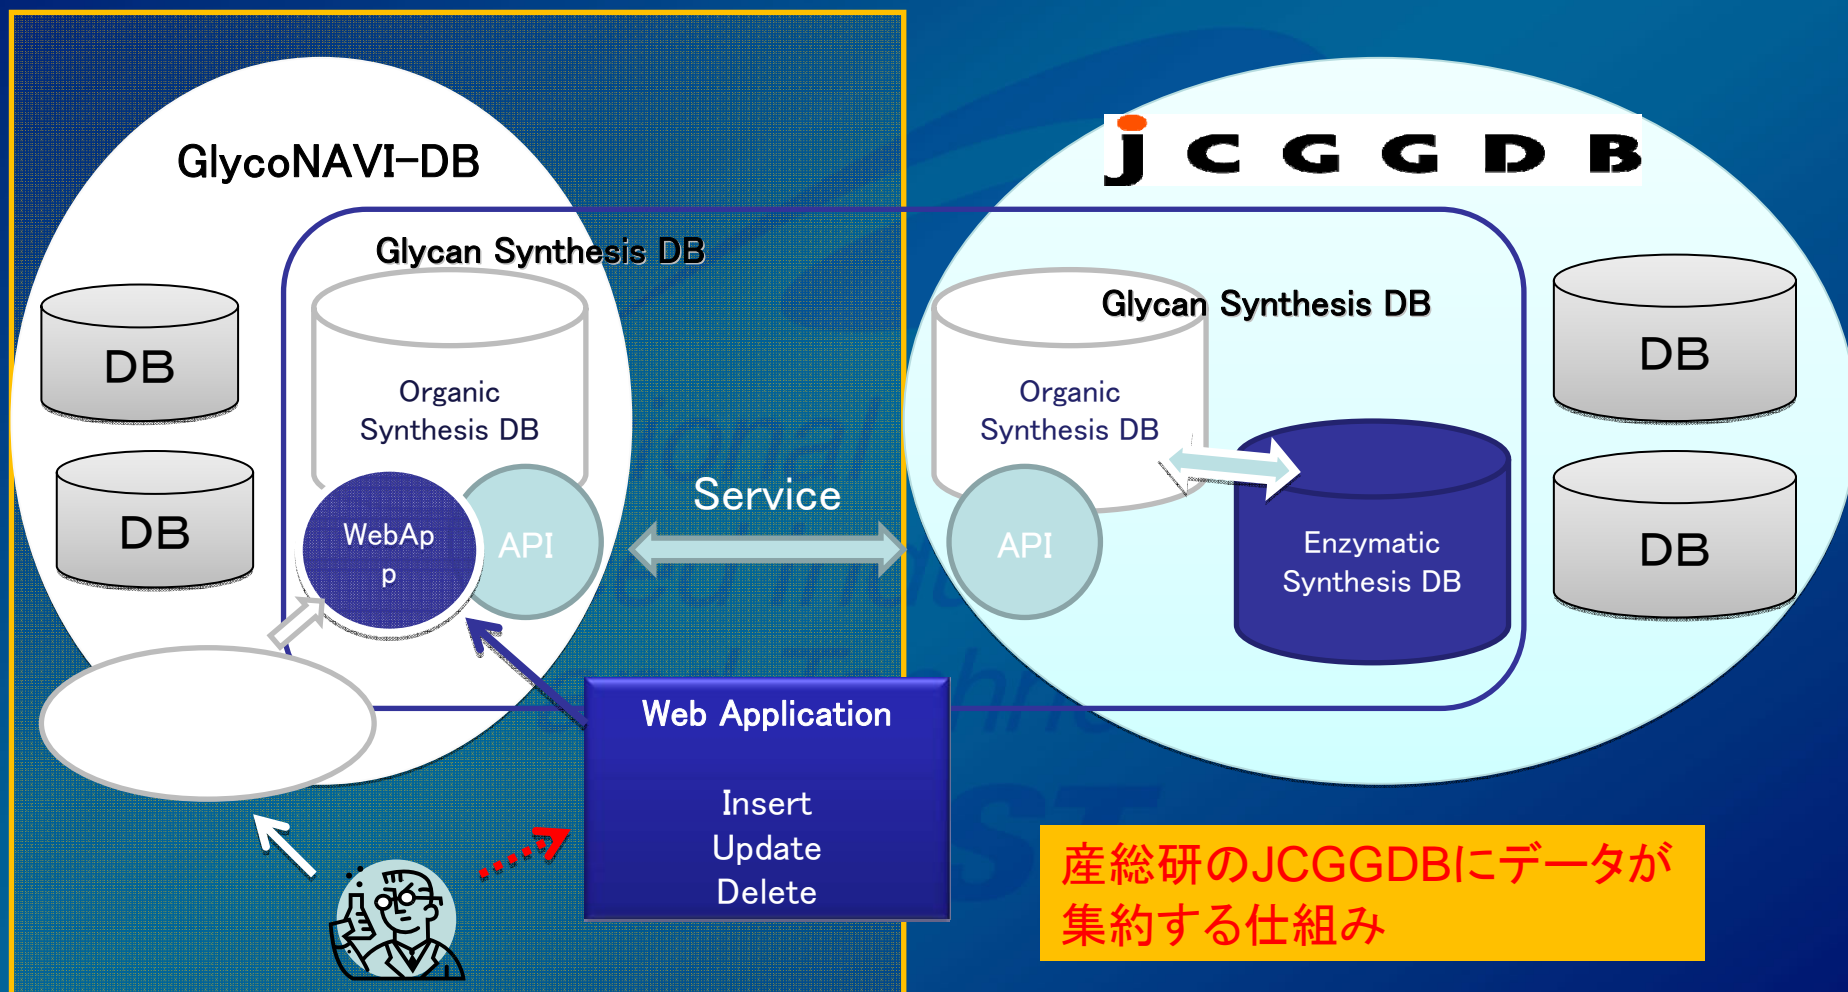 GlycoNAVI-DB
Glycan Synthesis DB
DB
DB
Organic
Synthesis DB
WebAp
p
API
Service
JCGGDB
Glycan Synthesis DB
Organic
Synthesis DB
API
Enzymatic
Synthesis DB
DB
DB
Web Application
Insert
Update
Delete
産総研のJCGGDBにデータが
集約する仕組み